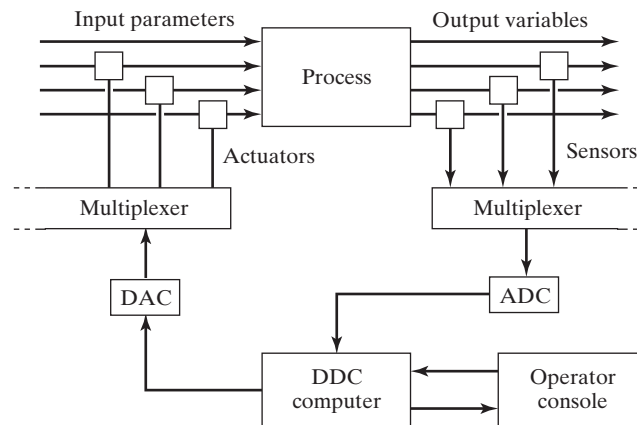 Input parameters
Output variables
Process
Actuators
Sensors
Multiplexer
Multiplexer
DAC
ADC
DDC
computer
Operator
console